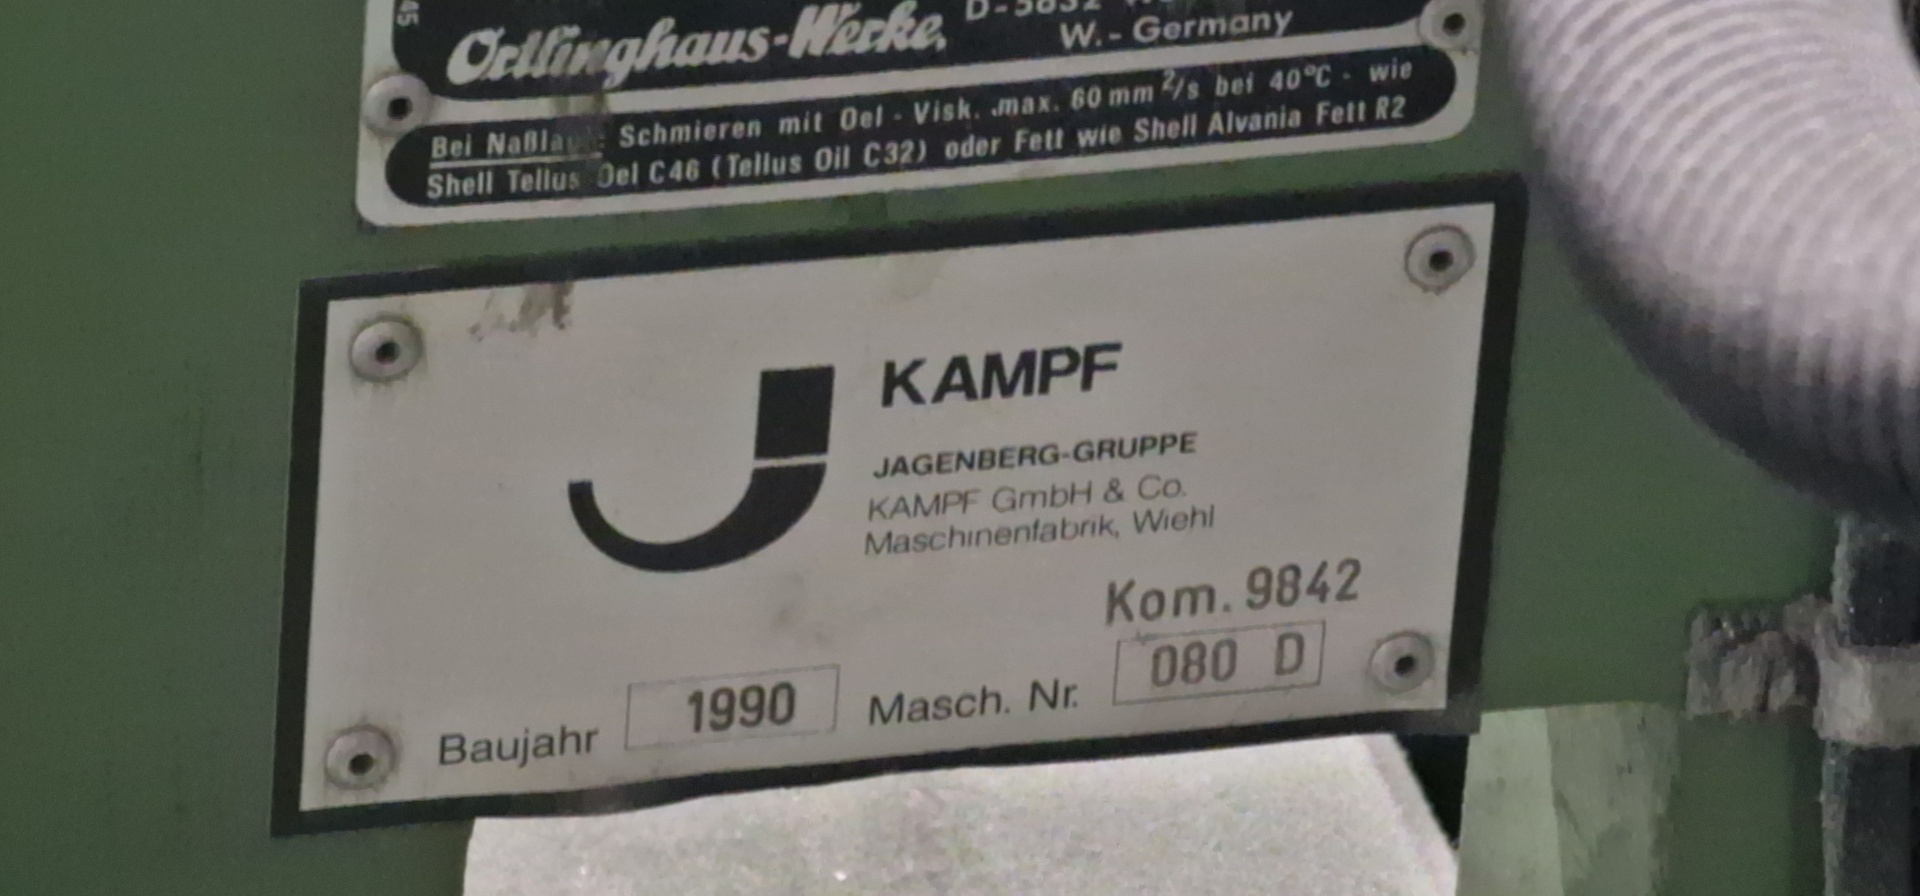 45
Ortlinghaus-Werke,
W.- Germany
Bei Schmieren mit Oel - Visk. max. 60 mm²/s bei 40°C - wie
Shell Tellus Oel C46 (Tellus Oil C32) oder Fett wie Shell Alvania Fett R2
KAMPF
JAGENBERG-GRUPPE
KAMPF GmbH & Co.
Maschinenfabrik, Wiehl
Kom. 9842
Baujahr 1990 Masch. Nr. 080 D